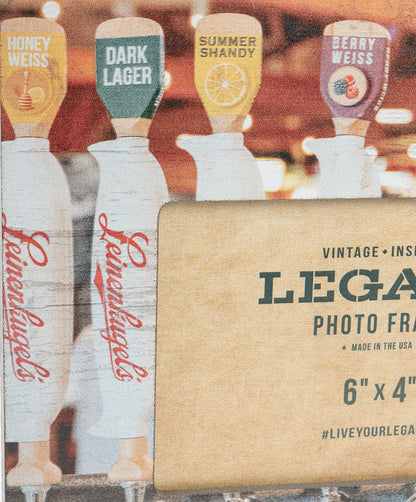 HONEY
WEISS
DARK
LAGER
SUMMER
SHANDY
BERRY
WEISS
Leinenkugel's
Leinenkugel's
VINTAGE • INS
LEGA
PHOTO FRA
★ MADE IN THE USA
6" x 4"
#LIVEYOURLEGA